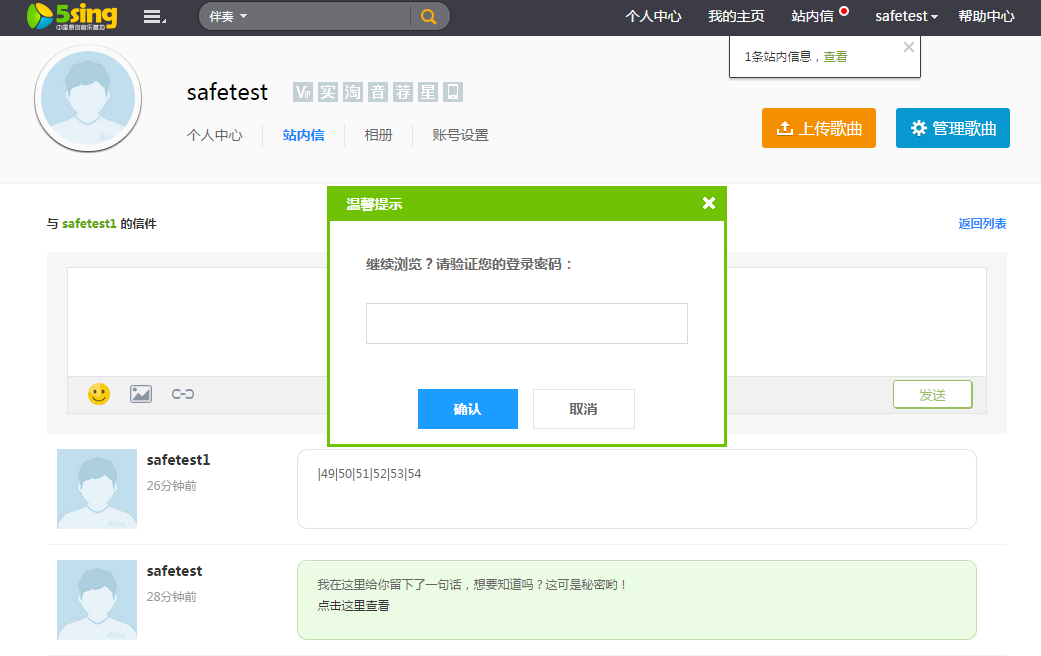 5sing
中国原创音乐基地
伴奏
个人中心
我的主页
站内信
safetest
帮助中心
1条站内信息，查看
safetest
VIP 实 淘 音 荐 星
个人中心
站内信
相册
账号设置
上传歌曲
管理歌曲
与 safetest1 的信件
返回列表
温馨提示
继续浏览？请验证您的登录密码：
确认
取消
发送
safetest1
26分钟前
|49|50|51|52|53|54
safetest
28分钟前
我在这里给你留下了一句话，想要知道吗？这可是秘密哟！
点击这里查看